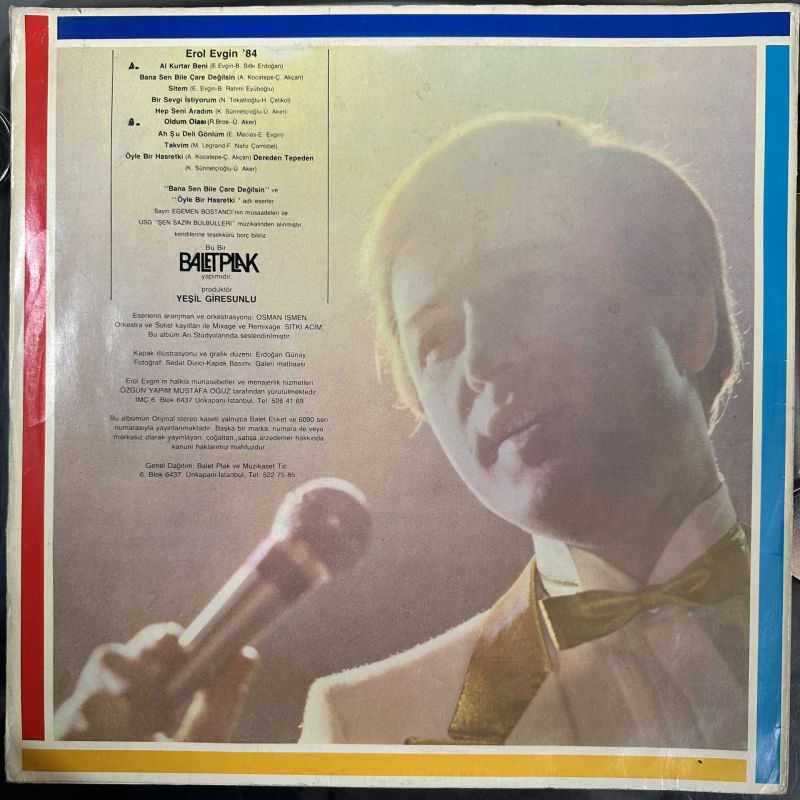 Erol Evgin '84
A. Al Kurtar Beni (E.Evgin-B. Sıtkı Erdoğan)
Bana Sen Bile Çare Değilsin (A. Kocatepe-Ç. Akçan)
Sitem (E. Evgin-B. Rahmi Eyüboğlu)
Bir Sevgi İstiyorum (N. Tokatlıoğlu-H. Çetikol)
Hep Seni Aradım (K. Sünnetçioğlu-Ü. Aker)
B. Oldum Olası (R.Bros.-Ü. Aker)
Ah Şu Deli Gönlüm (E. Macias-E. Evgin)
Takvim (M. Legrand-F. Nafiz Çamlıbel)
Öyle Bir Hasretki (A. Kocatepe-Ç. Akçan) Dereden Tepeden
(K. Sünnetçioğlu-Ü. Aker)
"Bana Sen Bile Çare Değilsin" ve
"Öyle Bir Hasretki ' adlı eserler
Sayın EGEMEN BOSTANCI'nın müsaadeleri ile
USG "ŞEN SAZIN BÜLBÜLLERİ" müzikalinden alınmıştır,
kendilerine teşekkürü borç biliriz.
Bu Bir
BALET PLAK
yapımıdır.
prodüktör
YEŞİL GİRESUNLU
Eserlerin aranjman ve orkestrasyonu: OSMAN İŞMEN
Orkestra ve Solist kayıtları ile Mixage ve Remixage: SITKI ACİM
Bu albüm Arı Stüdyolarında seslendirilmiştir.
Kapak illüstrasyonu ve grafik düzeni: Erdoğan Günay
Fotoğraf: Sedat Düzici-Kapak Basımı: Galeri matbaası
Erol Evgin'in halkla münasebetler ve menajerlik hizmetleri
ÖZGÜN YAPIM MUSTAFA OĞUZ tarafından yürütülmektedir.
İMÇ 6. Blok 6437 Unkapanı-İstanbul, Tel: 526 41 69
Bu albümün Orijinal stereo kaseti yalnızca Balet Etiket ve 6090 seri
numarasıyla yayınlanmaktadır. Başka bir marka, numara ile veya
markasız olarak yayınlayan, çoğaltan, satışa arzedenler hakkında
kanuni haklarımız mahfuzdur.
Genel Dağıtım: Balet Plak ve Müzikaset Tic.
6. Blok 6437, Unkapanı-İstanbul, Tel: 522 75 85